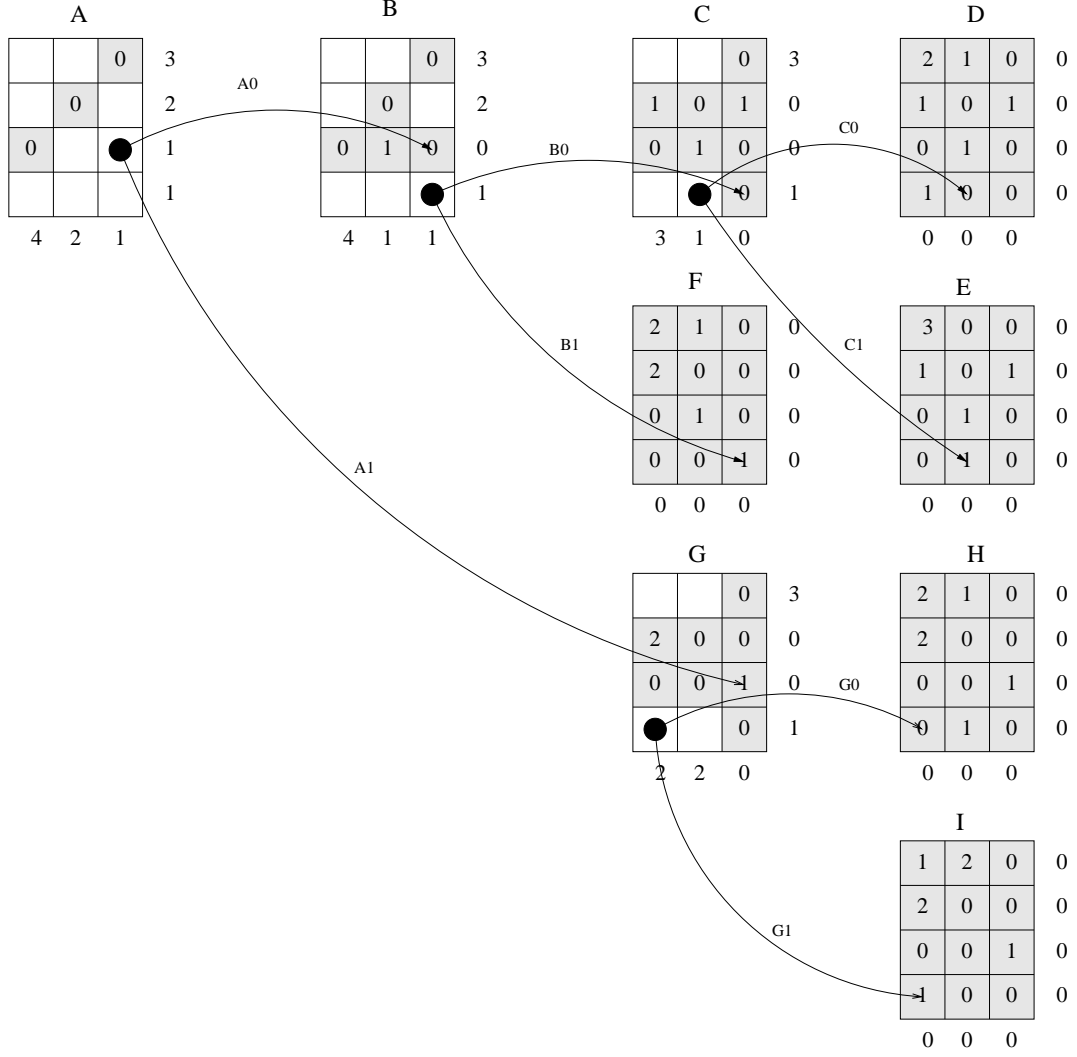 A B C D
0 3 0 3 0 3 2 1 0 0
A0
0 2 0 2 1 0 1 0 1 0 1 0
C0
B0
0 1 0 1 0 0 0 1 0 0 0 1 0 0
1 1 0 1 1 0 0 0
4 2 1 4 1 1 3 1 0 0 0 0
F E
2 1 0 0 3 0 0 0
B1 C1
2 0 0 0 1 0 1 0
0 1 0 0 0 1 0 0
0 0 1 0 0 1 0 0
A1
0 0 0 0 0 0
G H
0 3 2 1 0 0
2 0 0 0 2 0 0 0
G0
0 0 1 0 0 0 1 0
0 1 0 1 0 0
2 2 0 0 0 0
I
1 2 0 0
2 0 0 0
G1
0 0 1 0
1 0 0 0
0 0 0